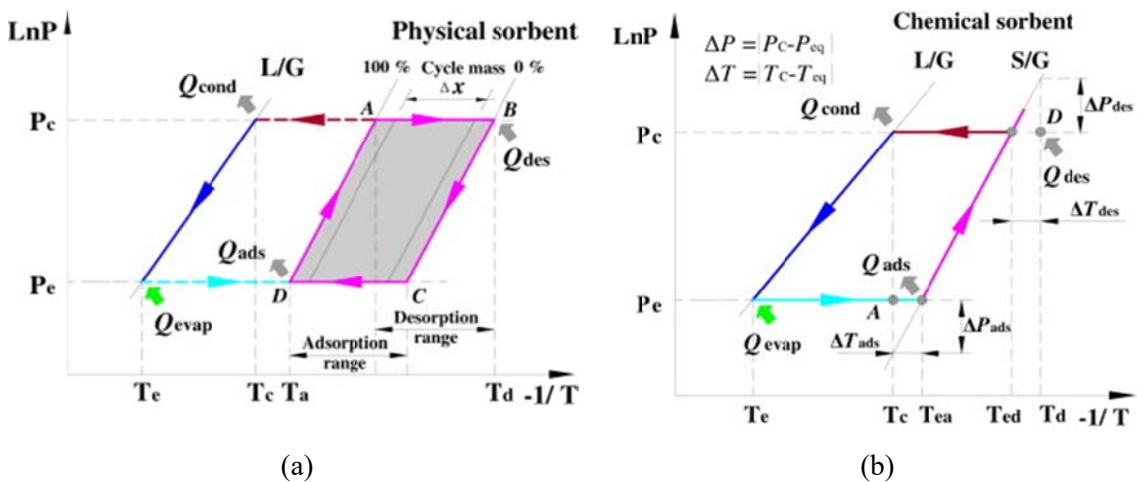 LnP
Physical sorbent
L/G
100 % Cycle mass 0 %
Δx
Qcond
A
B
Pc
Qdes
Qads
Pe
D
C
Qevap
Desorption
range
Adsorption
range
Te
Tc
Ta
Td
-1/ T
(a)
LnP
Chemical sorbent
ΔP =|Pc-Peq|
ΔT =|Tc-Teq|
L/G
S/G
Qcond
ΔPdes
D
Pc
Qdes
ΔTdes
Q ads
Pe
A
Q evap
ΔTads
ΔPads
Te
Tc
Tea
Ted
Td
-1/ T
(b)